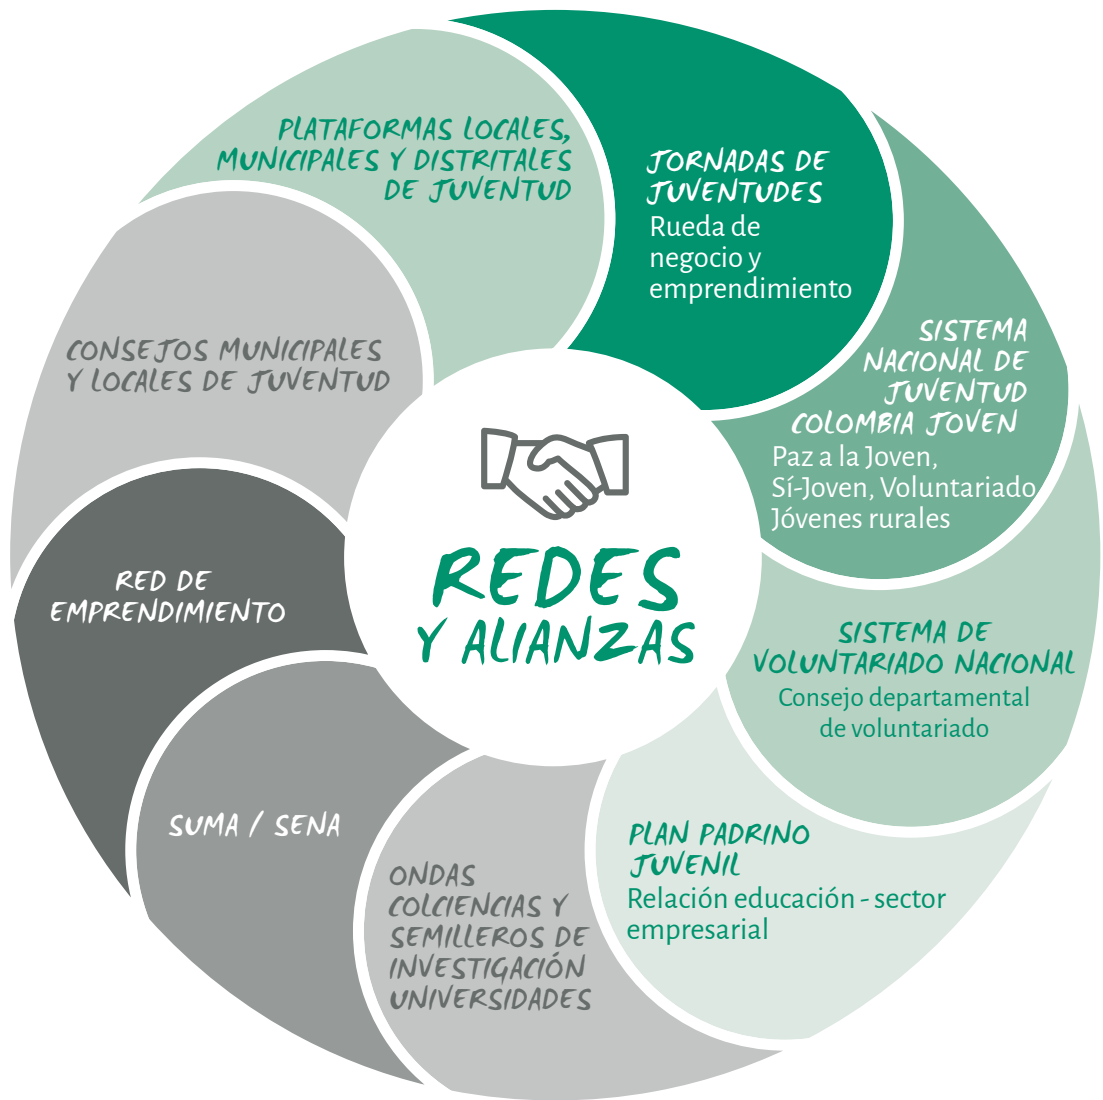 REDES
Y ALIANZAS
JORNADAS DE
JUVENTUDES
Rueda de
negocio y
emprendimiento
SISTEMA
NACIONAL DE
JUVENTUD
COLOMBIA JOVEN
Paz a la Joven,
Sí-Joven, Voluntariado
Jóvenes rurales
SISTEMA DE
VOLUNTARIADO NACIONAL
Consejo departamental
de voluntariado
PLAN PADRINO
JUVENIL
Relación educación - sector
empresarial
ONDAS
COLCIENCIAS Y
SEMILLEROS DE
INVESTIGACIÓN
UNIVERSIDADES
SUMA / SENA
RED DE
EMPRENDIMIENTO
CONSEJOS MUNICIPALES
Y LOCALES DE JUVENTUD
PLATAFORMAS LOCALES,
MUNICIPALES Y DISTRITALES
DE JUVENTUD